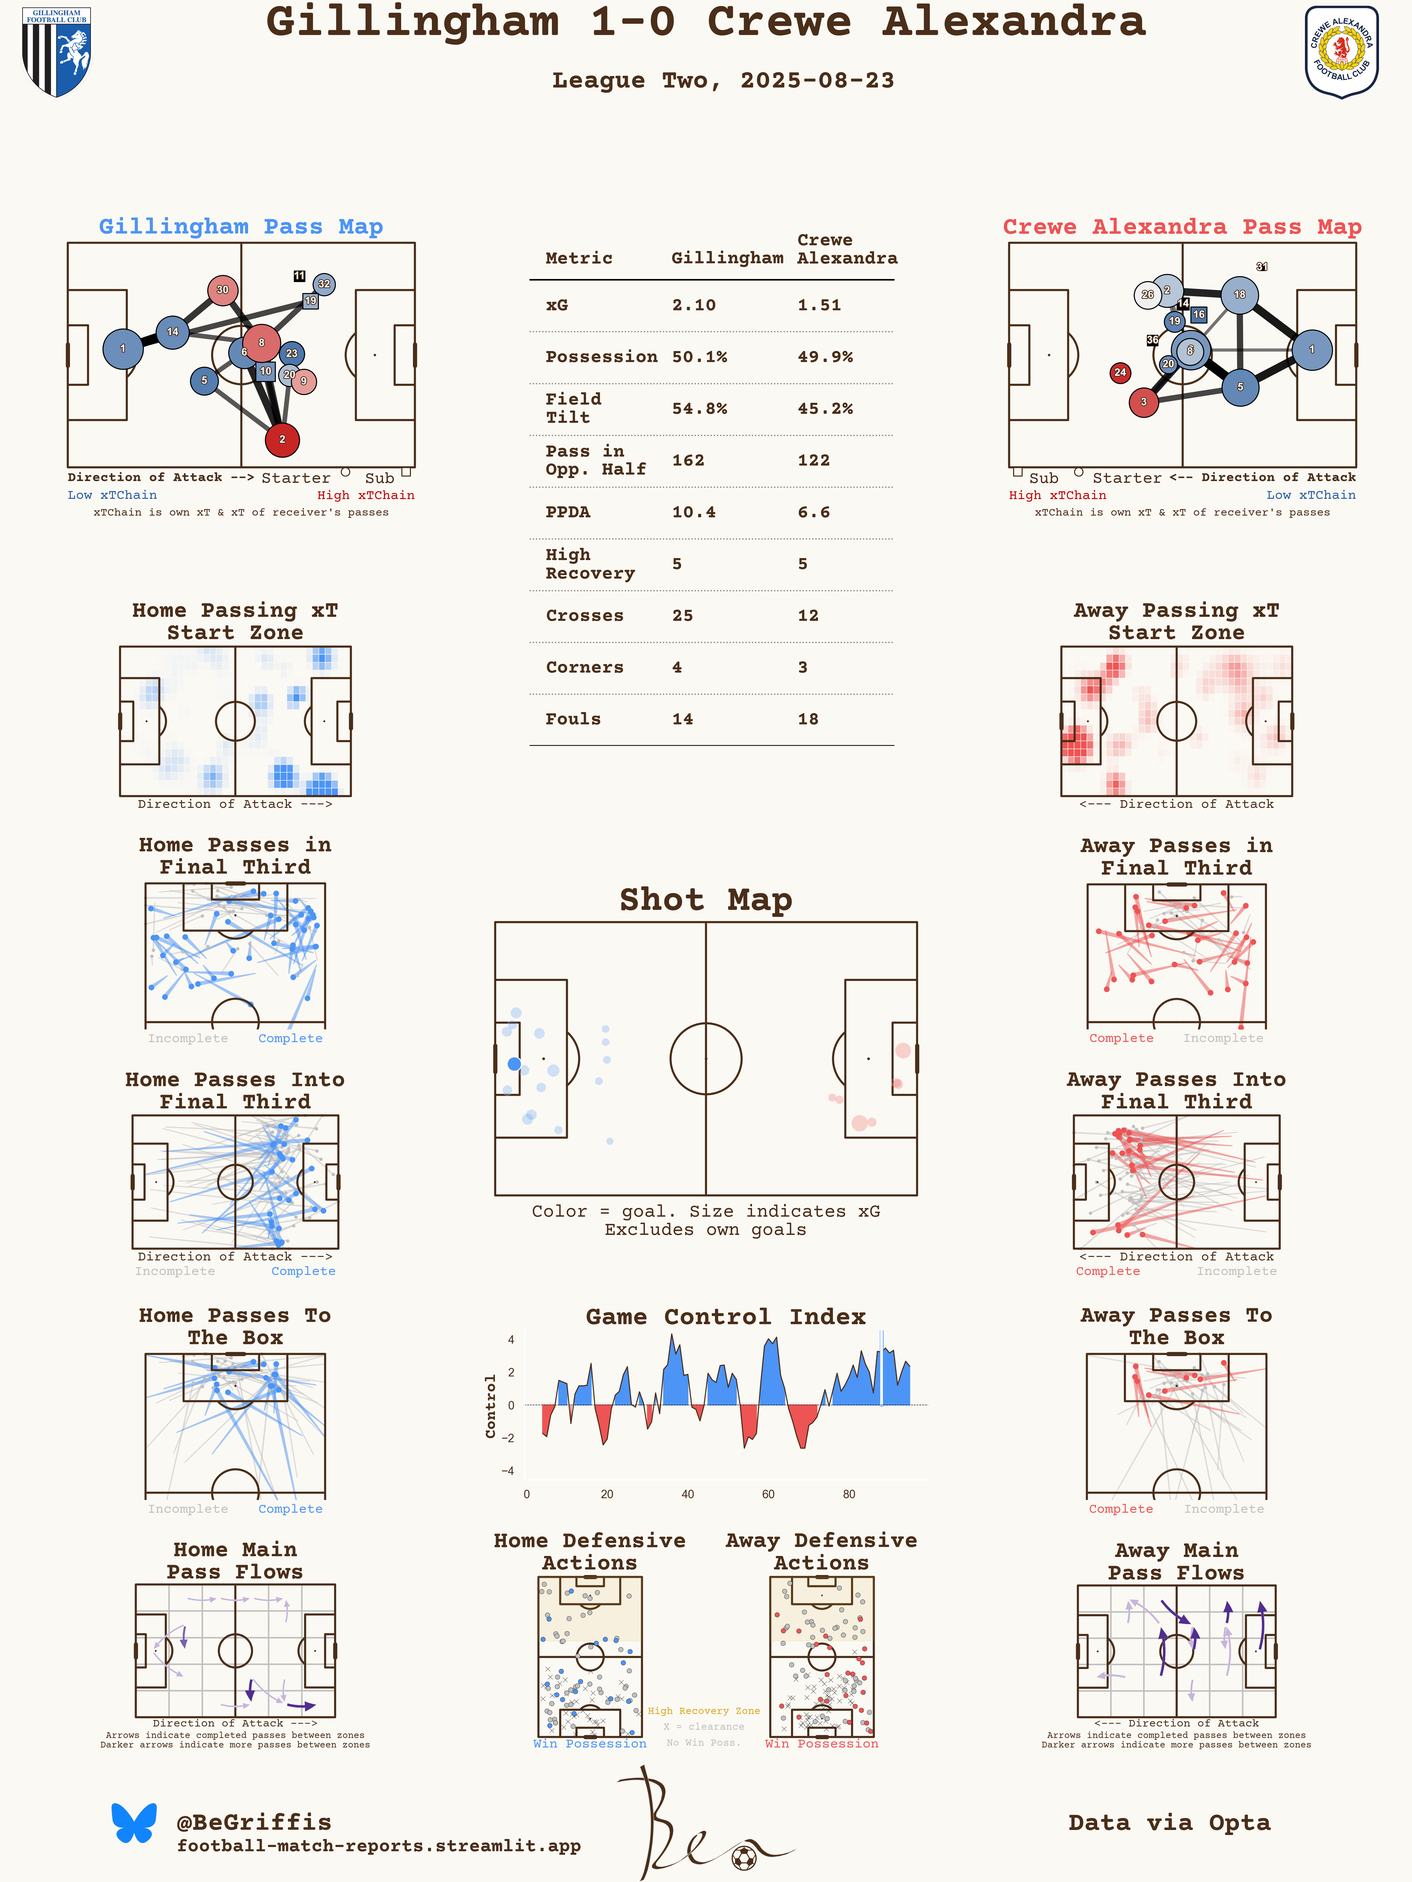 GILLINGHAM
FOOTBALL CLUB
Gillingham 1-0 Crewe Alexandra
CREWE ALEXANDRA
FOOTBALL CLUB
League Two, 2025-08-23
Gillingham Pass Map
11
32
30
19
14
8
1
6
23
10
20
9
5
2
Direction of Attack --> Starter Sub
Low xTChain High xTChain
xTChain is own xT & xT of receiver's passes
Metric Gillingham Crewe Alexandra
xG 2.10 1.51
Possession 50.1% 49.9%
Field Tilt 54.8% 45.2%
Pass in Opp. Half 162 122
PPDA 10.4 6.6
High Recovery 5 5
Crosses 25 12
Corners 4 3
Fouls 14 18
Crewe Alexandra Pass Map
31
26
2
18
14
16
19
36
8
1
20
24
5
3
Sub Starter <-- Direction of Attack
High xTChain Low xTChain
xTChain is own xT & xT of receiver's passes
Home Passing xT
Start Zone
Direction of Attack --->
Away Passing xT
Start Zone
<--- Direction of Attack
Home Passes in
Final Third
Incomplete Complete
Away Passes in
Final Third
Complete Incomplete
Shot Map
Color = goal. Size indicates xG
Excludes own goals
Home Passes Into
Final Third
Direction of Attack --->
Incomplete Complete
Away Passes Into
Final Third
<--- Direction of Attack
Complete Incomplete
Home Passes To
The Box
Incomplete Complete
Game Control Index
Control
4
2
0
−2
−4
0 20 40 60 80
Away Passes To
The Box
Complete Incomplete
Home Main
Pass Flows
Direction of Attack --->
Arrows indicate completed passes between zones
Darker arrows indicate more passes between zones
Home Defensive
Actions
Win Possession
Away Defensive
Actions
Win Possession
High Recovery Zone
X = clearance
No Win Poss.
Away Main
Pass Flows
<--- Direction of Attack
Arrows indicate completed passes between zones
Darker arrows indicate more passes between zones
@BeGriffis
football-match-reports.streamlit.app
Ben
Data via Opta